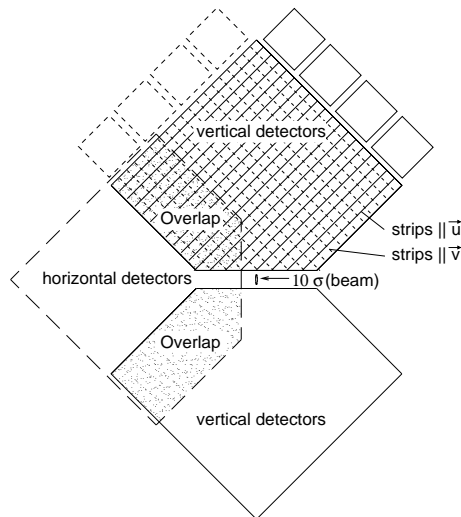 vertical detectors
Overlap
strips || u⃗
strips || v⃗
horizontal detectors
10 σ(beam)
Overlap
vertical detectors